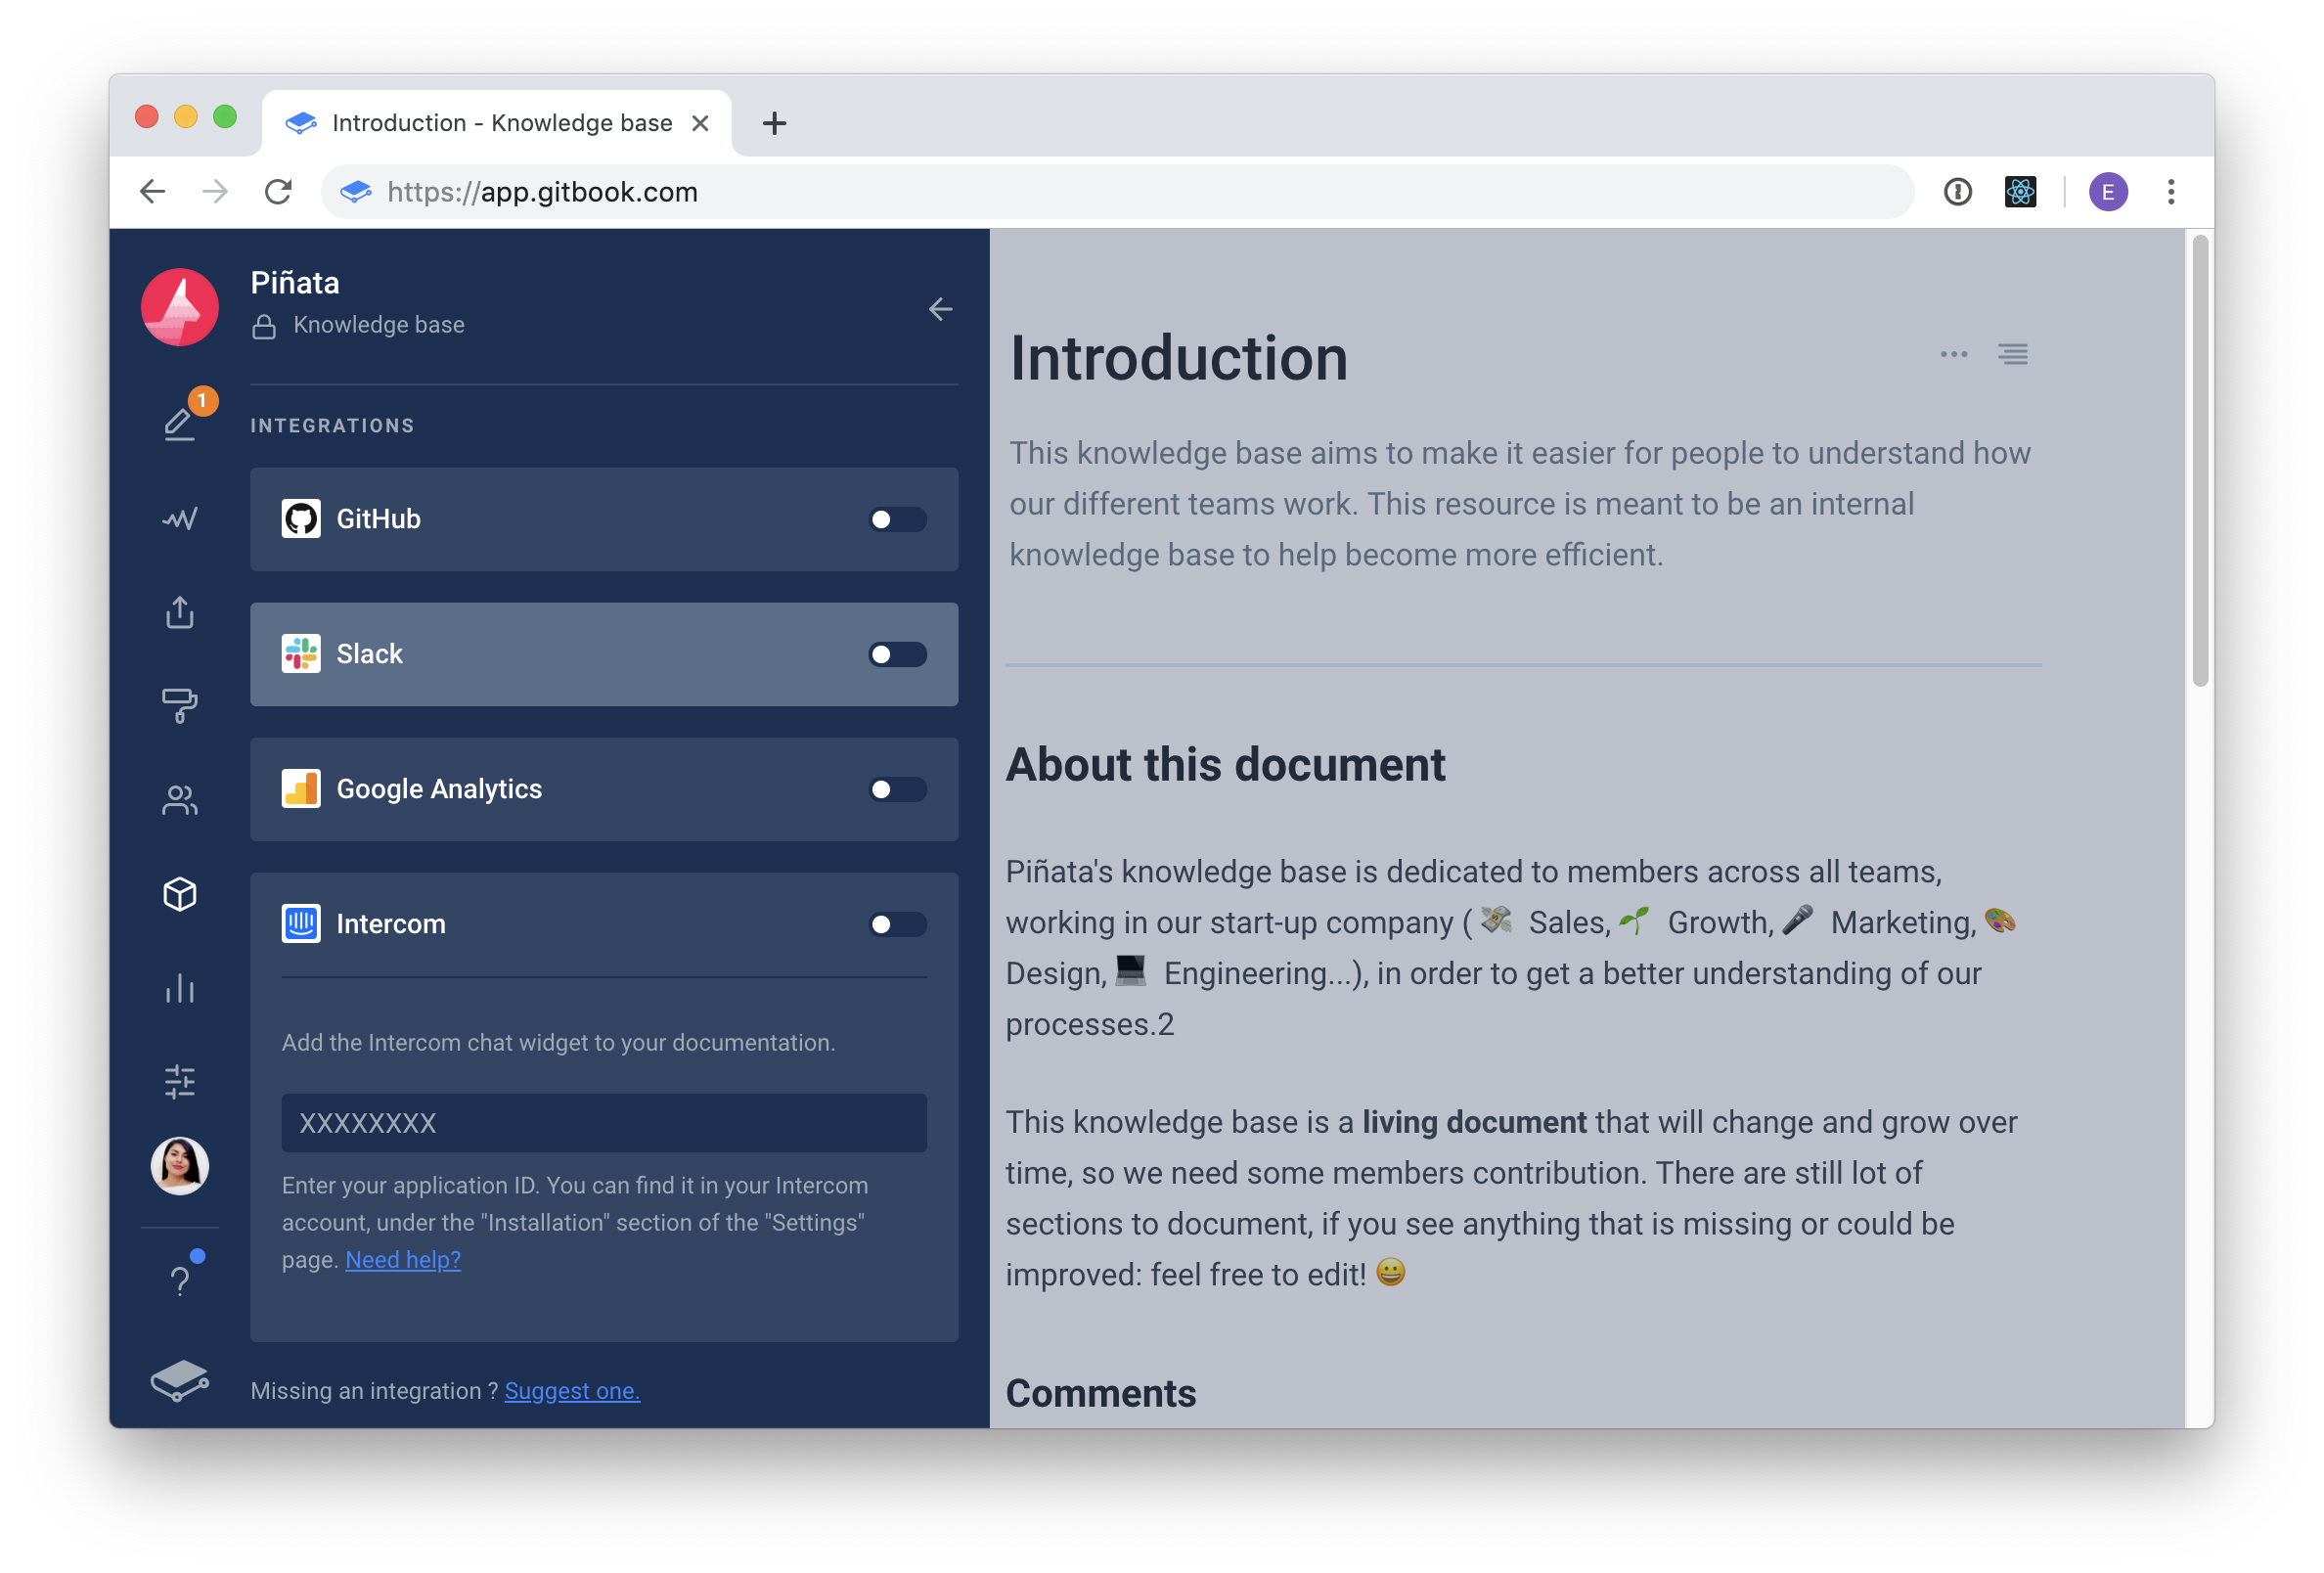 Introduction - Knowledge base
https://app.gitbook.com
E
Piñata
Knowledge base
1
INTEGRATIONS
GitHub
Slack
Google Analytics
Intercom
Add the Intercom chat widget to your documentation.
XXXXXXXX
Enter your application ID. You can find it in your Intercom
account, under the "Installation" section of the "Settings"
page. Need help?
Missing an integration ? Suggest one.
Introduction
This knowledge base aims to make it easier for people to understand how
our different teams work. This resource is meant to be an internal
knowledge base to help become more efficient.
About this document
Piñata's knowledge base is dedicated to members across all teams,
working in our start-up company ( 💸 Sales, 🌱 Growth, 🎤 Marketing, 🎨
Design, 💻 Engineering...), in order to get a better understanding of our
processes.2
This knowledge base is a living document that will change and grow over
time, so we need some members contribution. There are still lot of
sections to document, if you see anything that is missing or could be
improved: feel free to edit! 😀
Comments